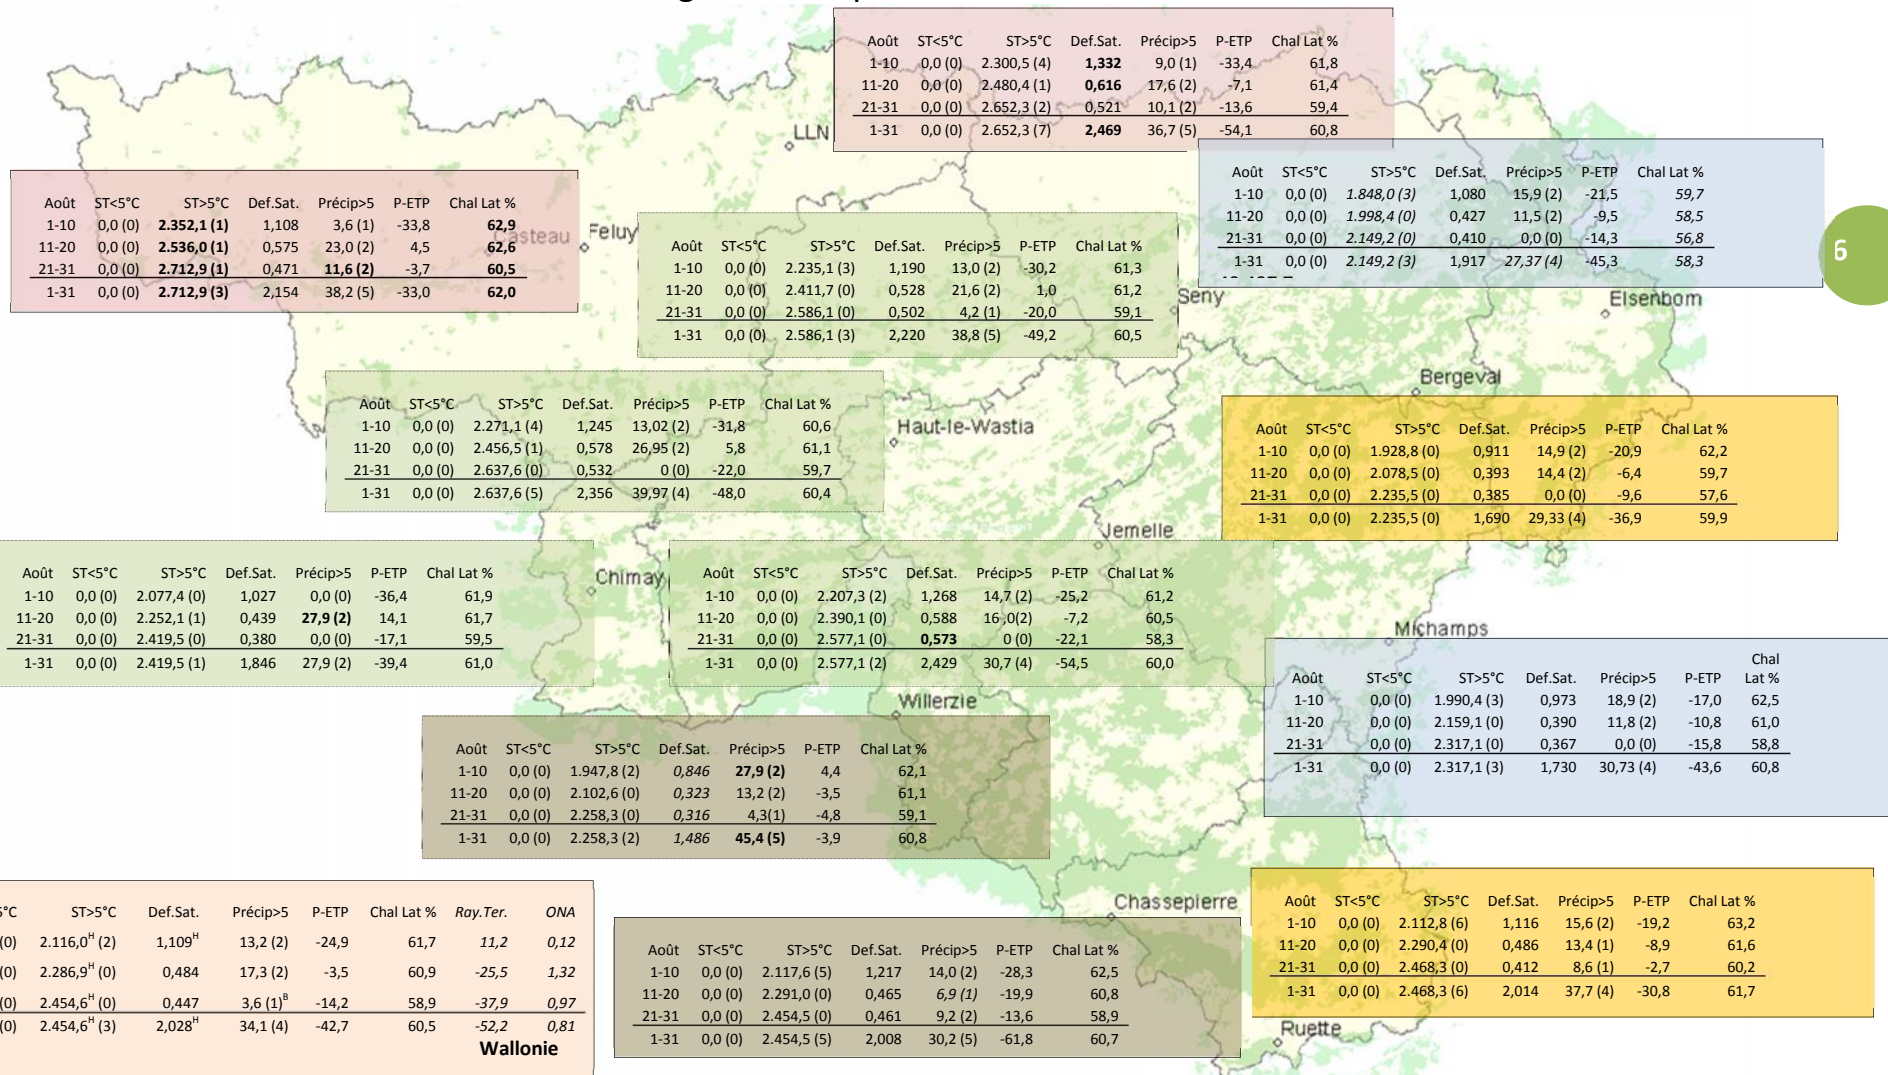 Août ST<5°C ST>5°C Def.Sat. Précip>5 P-ETP Chal Lat %
1-10 0,0 (0) 2.300,5 (4) 1,332 9,0 (1) -33,4 61,8
11-20 0,0 (0) 2.480,4 (1) 0,616 17,6 (2) -7,1 61,4
21-31 0,0 (0) 2.652,3 (2) 0,521 10,1 (2) -13,6 59,4
1-31 0,0 (0) 2.652,3 (7) 2,469 36,7 (5) -54,1 60,8
LLN
Août ST<5°C ST>5°C Def.Sat. Précip>5 P-ETP Chal Lat %
1-10 0,0 (0) 1.848,0 (3) 1,080 15,9 (2) -21,5 59,7
11-20 0,0 (0) 1.998,4 (0) 0,427 11,5 (2) -9,5 58,5
21-31 0,0 (0) 2.149,2 (0) 0,410 0,0 (0) -14,3 56,8
1-31 0,0 (0) 2.149,2 (3) 1,917 27,37 (4) -45,3 58,3
6
Août ST<5°C ST>5°C Def.Sat. Précip>5 P-ETP Chal Lat %
1-10 0,0 (0) 2.352,1 (1) 1,108 3,6 (1) -33,8 62,9
11-20 0,0 (0) 2.536,0 (1) 0,575 23,0 (2) 4,5 62,6
21-31 0,0 (0) 2.712,9 (1) 0,471 11,6 (2) -3,7 60,5
1-31 0,0 (0) 2.712,9 (3) 2,154 38,2 (5) -33,0 62,0
Casteau
Feluy
Août ST<5°C ST>5°C Def.Sat. Précip>5 P-ETP Chal Lat %
1-10 0,0 (0) 2.235,1 (3) 1,190 13,0 (2) -30,2 61,3
11-20 0,0 (0) 2.411,7 (0) 0,528 21,6 (2) 1,0 61,2
21-31 0,0 (0) 2.586,1 (0) 0,502 4,2 (1) -20,0 59,1
1-31 0,0 (0) 2.586,1 (3) 2,220 38,8 (5) -49,2 60,5
Seny
Elsenborn
Bergeval
Août ST<5°C ST>5°C Def.Sat. Précip>5 P-ETP Chal Lat %
1-10 0,0 (0) 2.271,1 (4) 1,245 13,02 (2) -31,8 60,6
11-20 0,0 (0) 2.456,5 (1) 0,578 26,95 (2) 5,8 61,1
21-31 0,0 (0) 2.637,6 (0) 0,532 0 (0) -22,0 59,7
1-31 0,0 (0) 2.637,6 (5) 2,356 39,97 (4) -48,0 60,4
Haut-le-Wastia
Août ST<5°C ST>5°C Def.Sat. Précip>5 P-ETP Chal Lat %
1-10 0,0 (0) 1.928,8 (0) 0,911 14,9 (2) -20,9 62,2
11-20 0,0 (0) 2.078,5 (0) 0,393 14,4 (2) -6,4 59,7
21-31 0,0 (0) 2.235,5 (0) 0,385 0,0 (0) -9,6 57,6
1-31 0,0 (0) 2.235,5 (0) 1,690 29,33 (4) -36,9 59,9
Jemelle
Août ST<5°C ST>5°C Def.Sat. Précip>5 P-ETP Chal Lat %
1-10 0,0 (0) 2.077,4 (0) 1,027 0,0 (0) -36,4 61,9
11-20 0,0 (0) 2.252,1 (1) 0,439 27,9 (2) 14,1 61,7
21-31 0,0 (0) 2.419,5 (0) 0,380 0,0 (0) -17,1 59,5
1-31 0,0 (0) 2.419,5 (1) 1,846 27,9 (2) -39,4 61,0
Chimay
Août ST<5°C ST>5°C Def.Sat. Précip>5 P-ETP Chal Lat %
1-10 0,0 (0) 2.207,3 (2) 1,268 14,7 (2) -25,2 61,2
11-20 0,0 (0) 2.390,1 (0) 0,588 16,0(2) -7,2 60,5
21-31 0,0 (0) 2.577,1 (0) 0,573 0 (0) -22,1 58,3
1-31 0,0 (0) 2.577,1 (2) 2,429 30,7 (4) -54,5 60,0
Michamps
Août ST<5°C ST>5°C Def.Sat. Précip>5 P-ETP Chal Lat %
1-10 0,0 (0) 1.990,4 (3) 0,973 18,9 (2) -17,0 62,5
11-20 0,0 (0) 2.159,1 (0) 0,390 11,8 (2) -10,8 61,0
21-31 0,0 (0) 2.317,1 (0) 0,367 0,0 (0) -15,8 58,8
1-31 0,0 (0) 2.317,1 (3) 1,730 30,73 (4) -43,6 60,8
Willerzie
Août ST<5°C ST>5°C Def.Sat. Précip>5 P-ETP Chal Lat %
1-10 0,0 (0) 1.947,8 (2) 0,846 27,9 (2) 4,4 62,1
11-20 0,0 (0) 2.102,6 (0) 0,323 13,2 (2) -3,5 61,1
21-31 0,0 (0) 2.258,3 (0) 0,316 4,3(1) -4,8 59,1
1-31 0,0 (0) 2.258,3 (2) 1,486 45,4 (5) -3,9 60,8
5°C ST>5°C Def.Sat. Précip>5 P-ETP Chal Lat % Ray.Ter. ONA
(0) 2.116,0ᴴ (2) 1,109ᴴ 13,2 (2) -24,9 61,7 11,2 0,12
(0) 2.286,9ᴴ (0) 0,484 17,3 (2) -3,5 60,9 -25,5 1,32
(0) 2.454,6ᴴ (0) 0,447 3,6 (1)ᴮ -14,2 58,9 -37,9 0,97
(0) 2.454,6ᴴ (3) 2,028ᴴ 34,1 (4) -42,7 60,5 -52,2 0,81
Wallonie
Chassepierre
Août ST<5°C ST>5°C Def.Sat. Précip>5 P-ETP Chal Lat %
1-10 0,0 (0) 2.117,6 (5) 1,217 14,0 (2) -28,3 62,5
11-20 0,0 (0) 2.291,0 (0) 0,465 6,9 (1) -19,9 60,8
21-31 0,0 (0) 2.454,5 (0) 0,461 9,2 (2) -13,6 58,9
1-31 0,0 (0) 2.454,5 (5) 2,008 30,2 (5) -61,8 60,7
Août ST<5°C ST>5°C Def.Sat. Précip>5 P-ETP Chal Lat %
1-10 0,0 (0) 2.112,8 (6) 1,116 15,6 (2) -19,2 63,2
11-20 0,0 (0) 2.290,4 (0) 0,486 13,4 (1) -8,9 61,6
21-31 0,0 (0) 2.468,3 (0) 0,412 8,6 (1) -2,7 60,2
1-31 0,0 (0) 2.468,3 (6) 2,014 37,7 (4) -30,8 61,7
Ruette